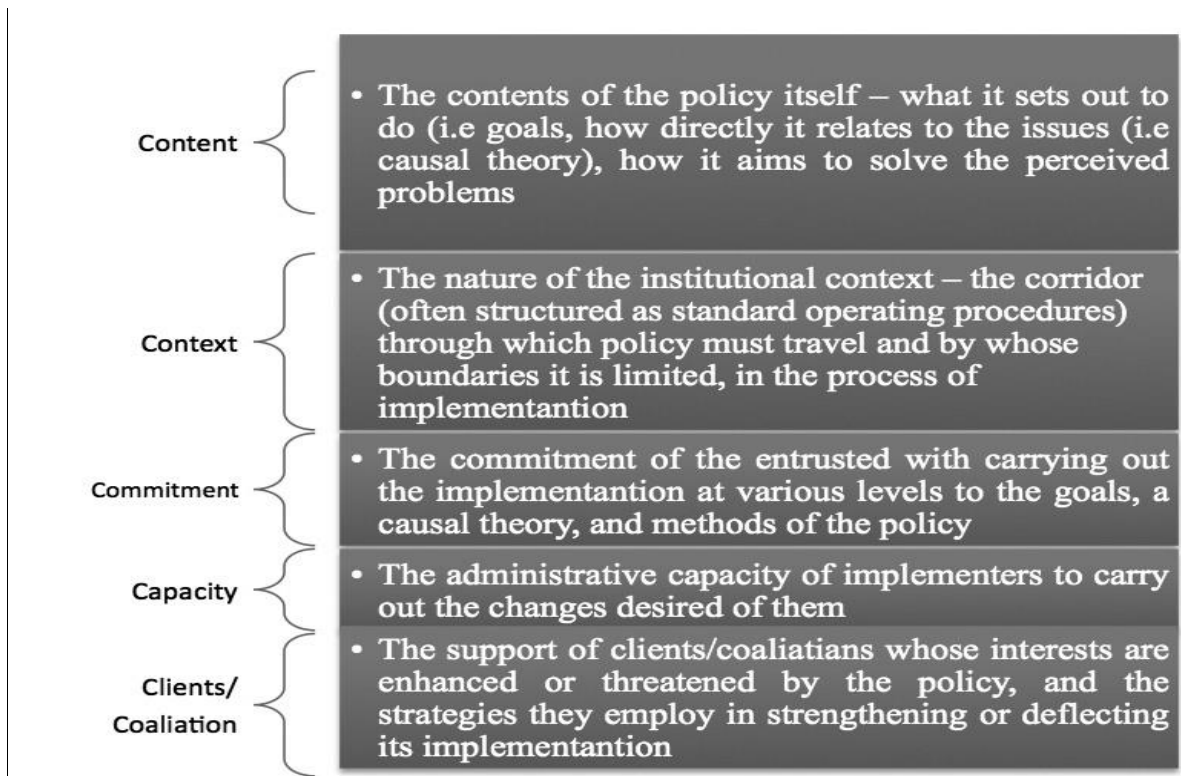 Content
• The contents of the policy itself – what it sets out to
do (i.e goals, how directly it relates to the issues (i.e
causal theory), how it aims to solve the perceived
problems
Context
• The nature of the institutional context – the corridor
(often structured as standard operating procedures)
through which policy must travel and by whose
boundaries it is limited, in the process of
implementantion
Commitment
• The commitment of the entrusted with carrying out
the implementantion at various levels to the goals, a
causal theory, and methods of the policy
Capacity
• The administrative capacity of implementers to carry
out the changes desired of them
Clients/
Coaliation
• The support of clients/coaliatians whose interests are
enhanced or threatened by the policy, and the
strategies they employ in strengthening or deflecting
its implementantion